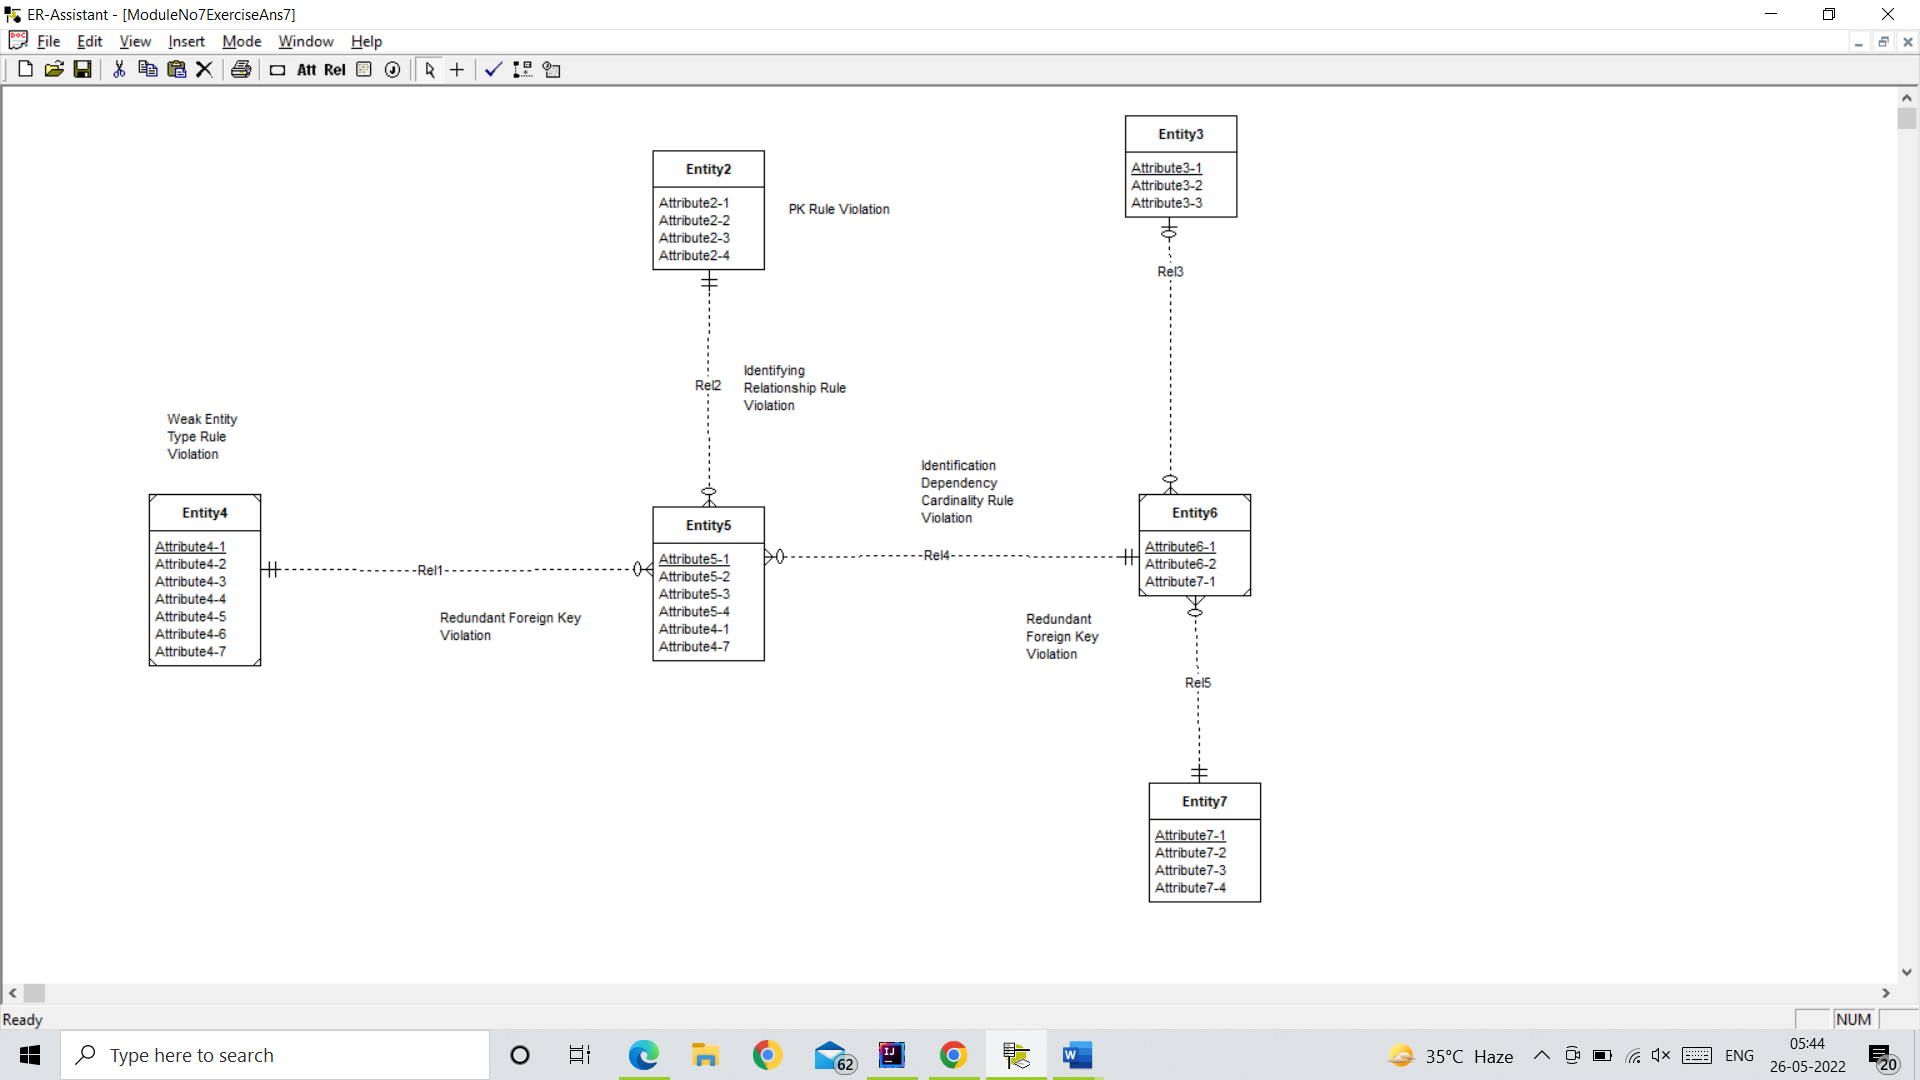 ER-Assistant - [ModuleNo7ExerciseAns7]
File Edit View Insert Mode Window Help
Att Rel
Entity3
Attribute3-1
Attribute3-2
Attribute3-3
Entity2
Attribute2-1
Attribute2-2
Attribute2-3
Attribute2-4
PK Rule Violation
Rel3
Rel2
Identifying
Relationship Rule
Violation
Weak Entity
Type Rule
Violation
Identification
Dependency
Cardinality Rule
Violation
Entity4
Attribute4-1
Attribute4-2
Attribute4-3
Attribute4-4
Attribute4-5
Attribute4-6
Attribute4-7
Rel1
Redundant Foreign Key
Violation
Entity5
Attribute5-1
Attribute5-2
Attribute5-3
Attribute5-4
Attribute4-1
Attribute4-7
Rel4
Entity6
Attribute6-1
Attribute6-2
Attribute7-1
Redundant
Foreign Key
Violation
Rel5
Entity7
Attribute7-1
Attribute7-2
Attribute7-3
Attribute7-4
Ready
NUM
Type here to search
62
35°C Haze
ENG
05:44
26-05-2022
20